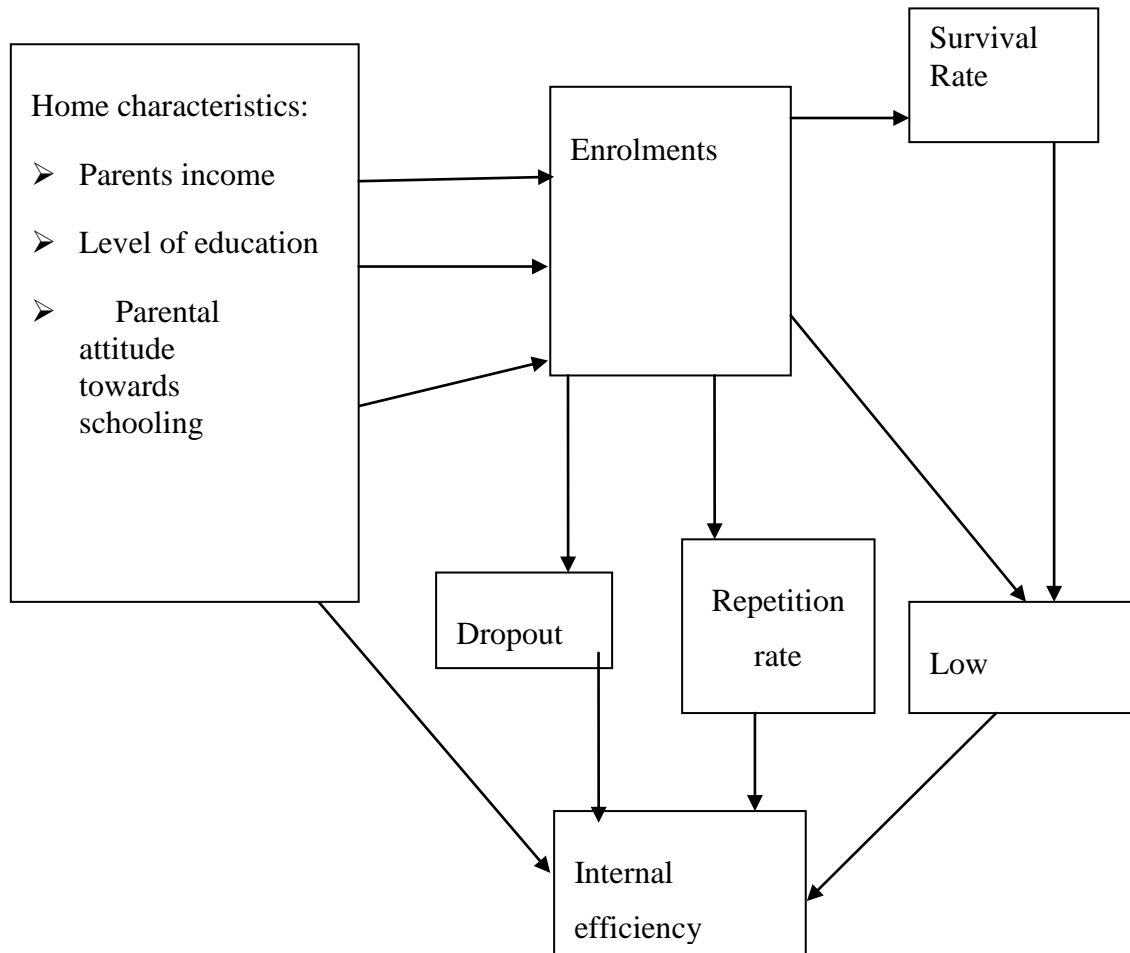 Home characteristics:
➢ Parents income
➢ Level of education
➢ Parental
attitude
towards
schooling
Enrolments
Survival
Rate
Dropout
Repetition
rate
Low
Internal
efficiency